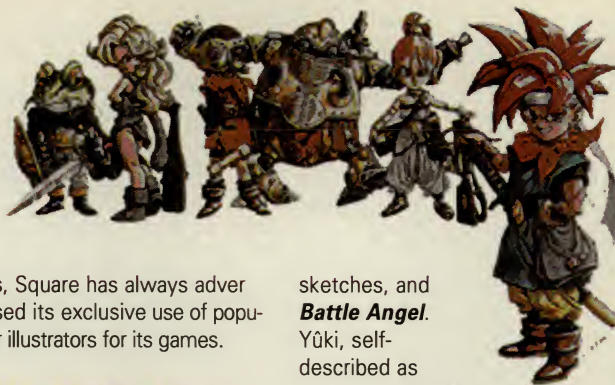 s, Square has always adver
sed its exclusive use of popu-
r illustrators for its games.
sketches, and
Battle Angel.
Yûki, self-
described as